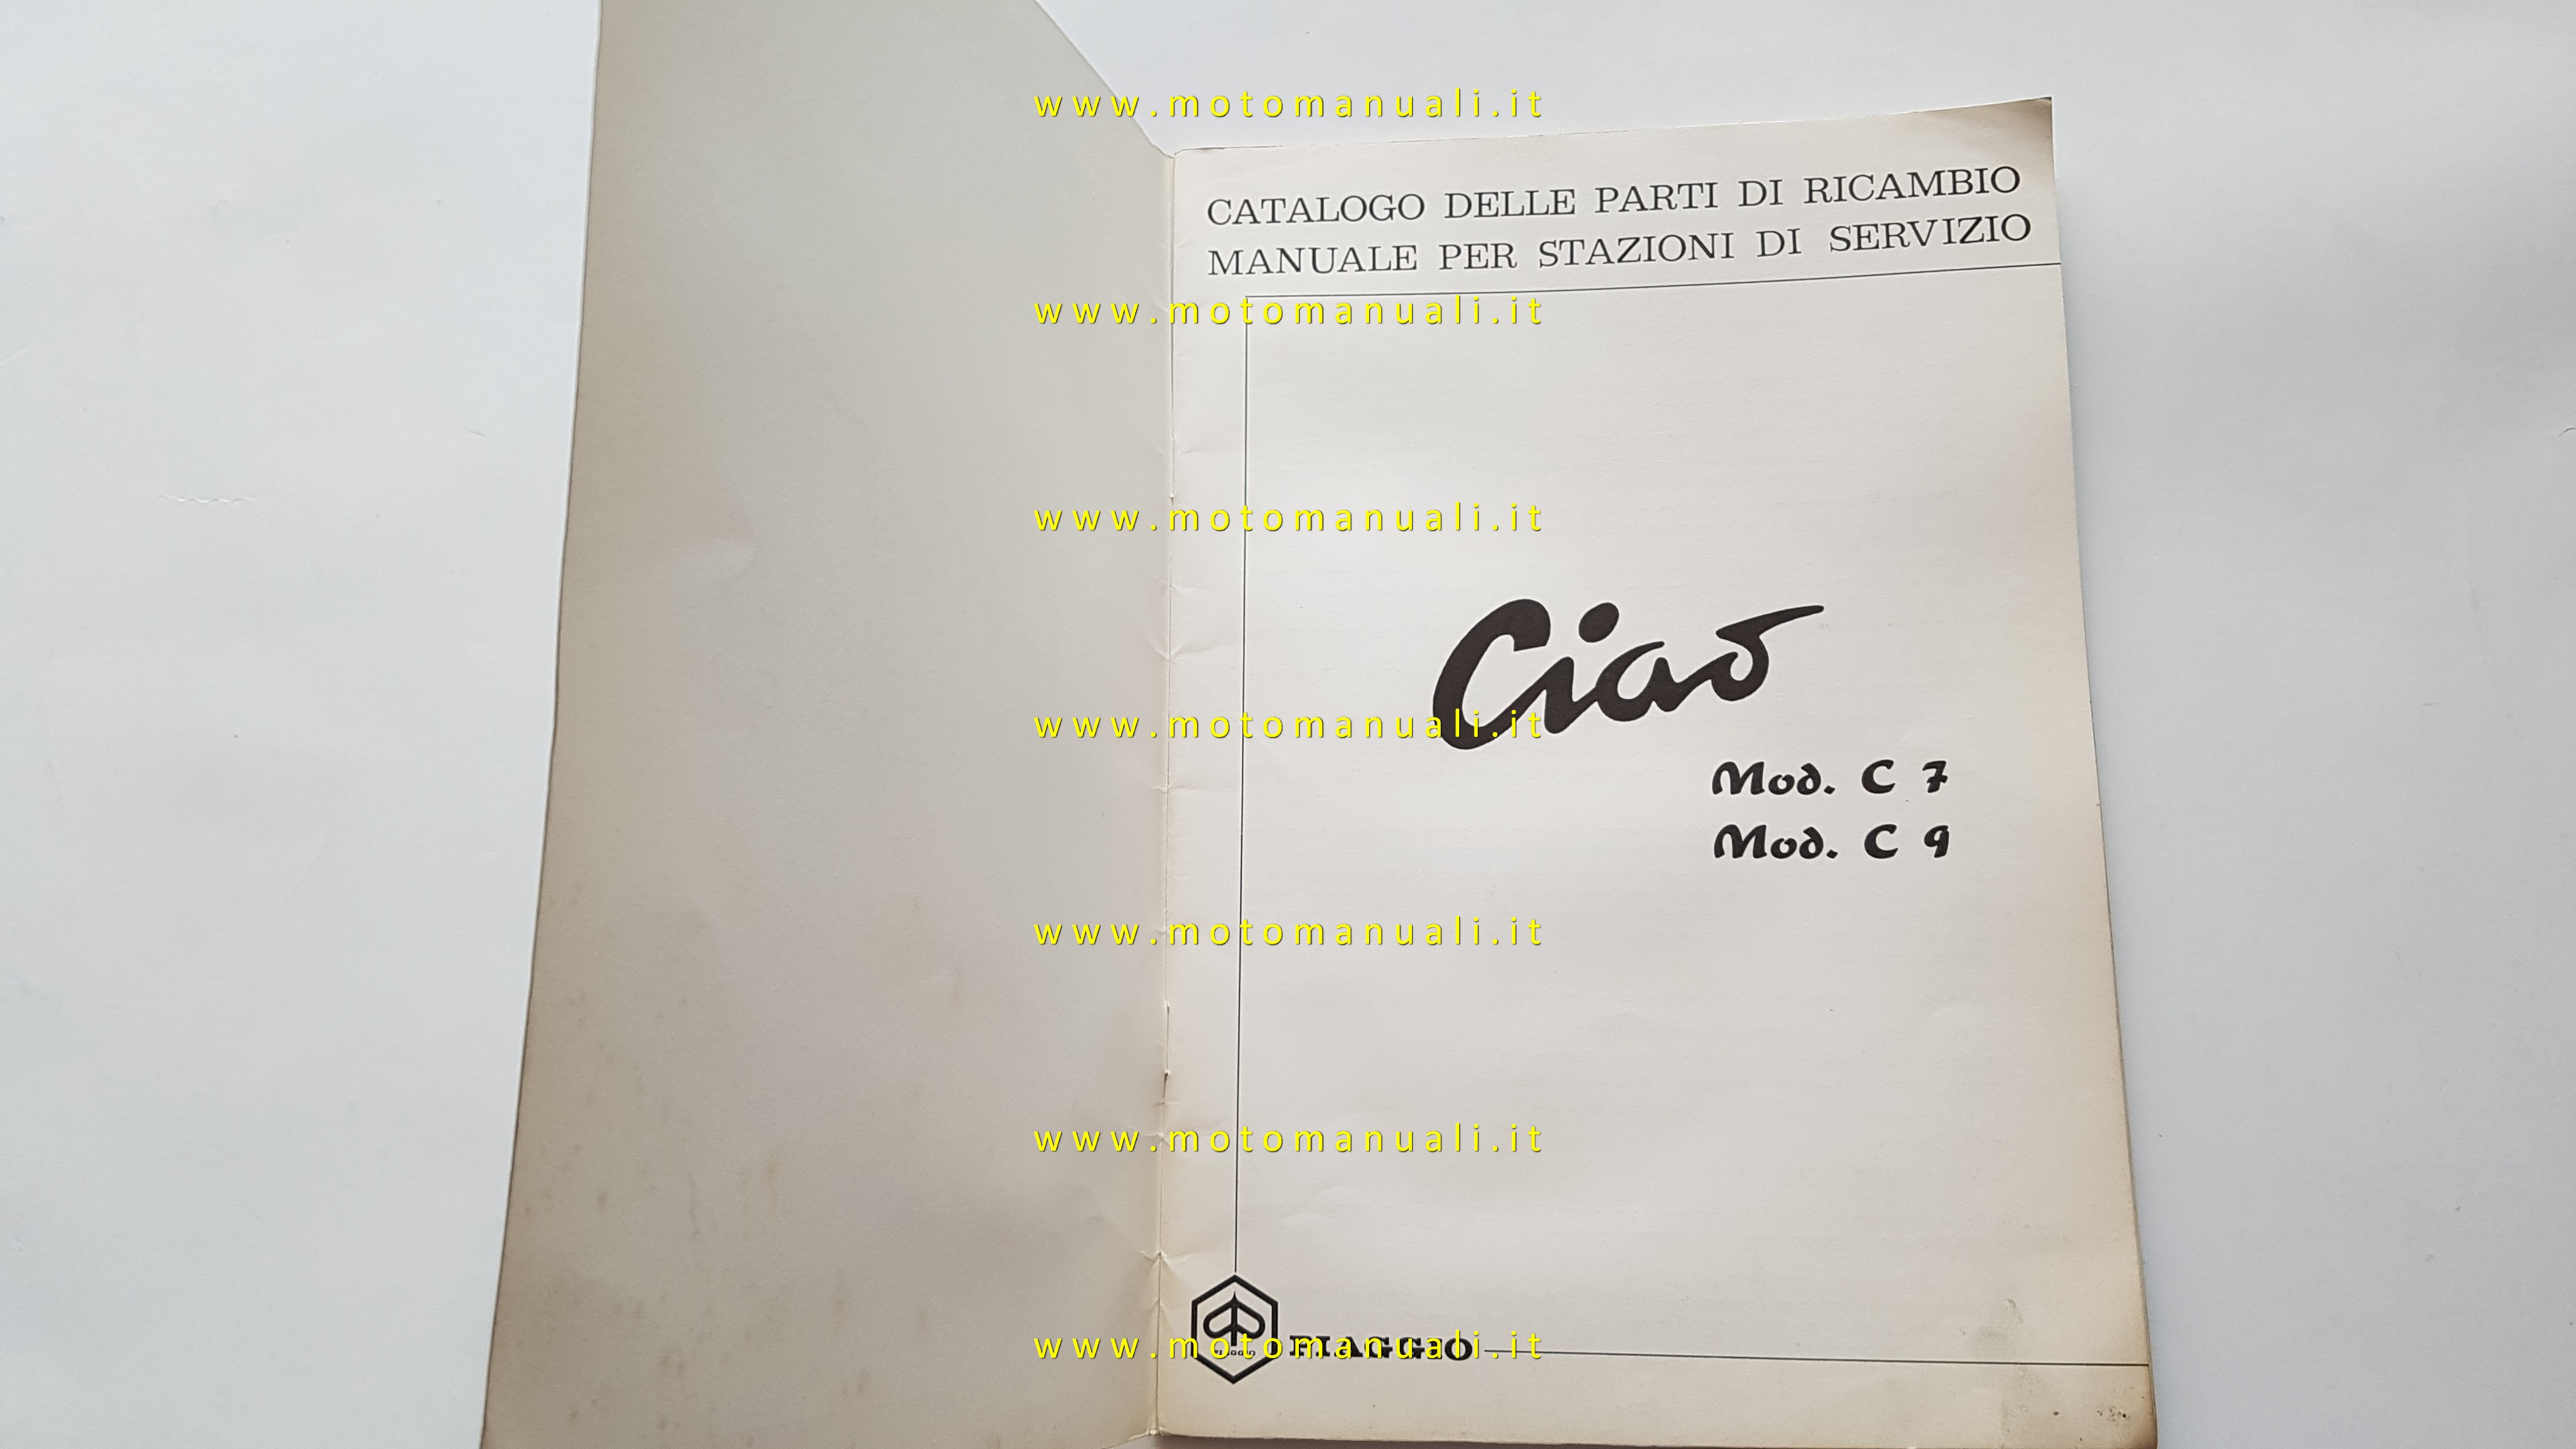 www.motomanuali.it
CATALOGO DELLE PARTI DI RICAMBIO
MANUALE PER STAZIONI DI SERVIZIO
www.motomanuali.it
www.motomanuali.it
Ciao
www.motomanuali.it
Mod. C 7
Mod. C 9
www.motomanuali.it
www.motomanuali.it
PIAGGIO
www.motomanuali.it